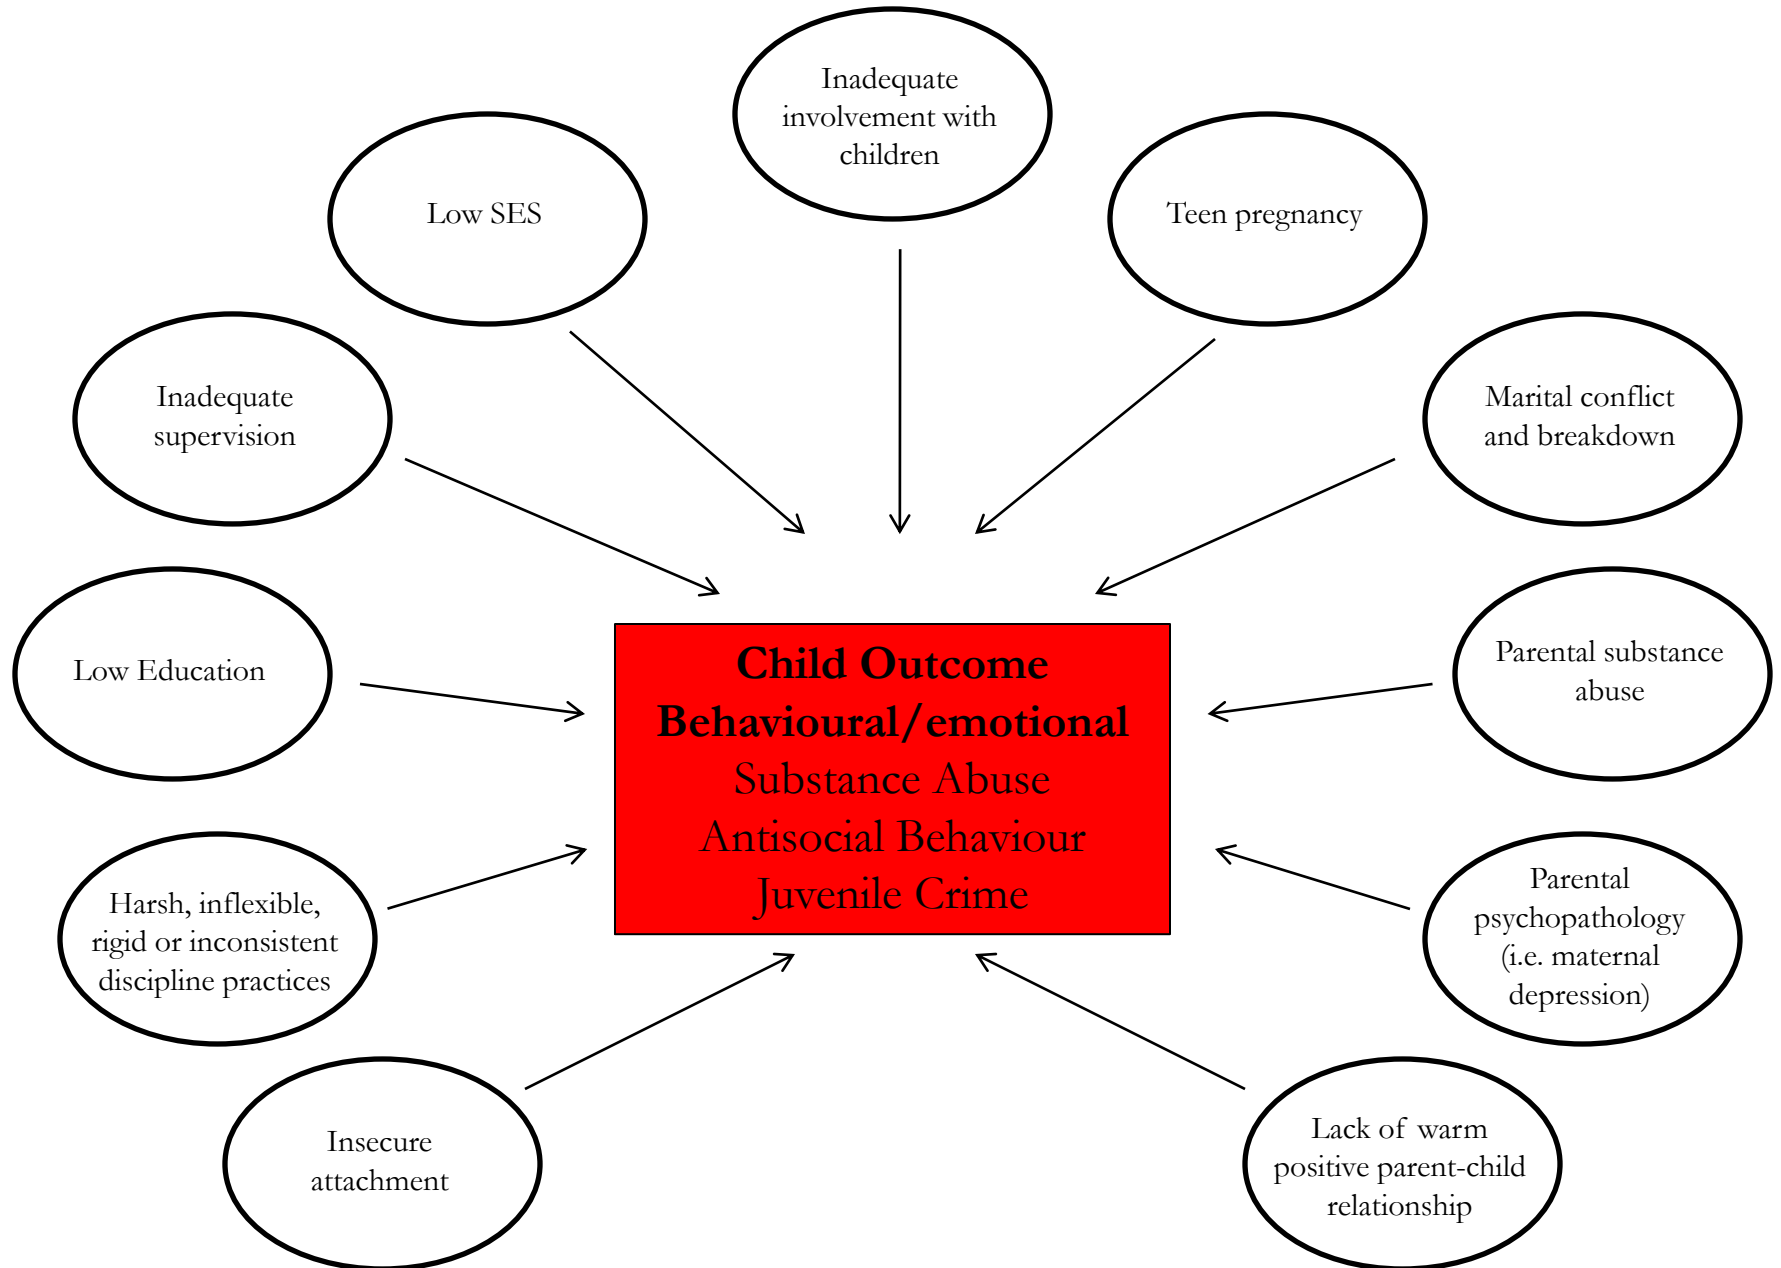 Inadequate
involvement with
children
Low SES
Teen pregnancy
Inadequate
supervision
Marital conflict
and breakdown
Low Education
Child Outcome
Behavioural/emotional
Substance Abuse
Antisocial Behaviour
Juvenile Crime
Parental substance
abuse
Harsh, inflexible,
rigid or inconsistent
discipline practices
Parental
psychopathology
(i.e. maternal
depression)
Insecure
attachment
Lack of warm
positive parent-child
relationship